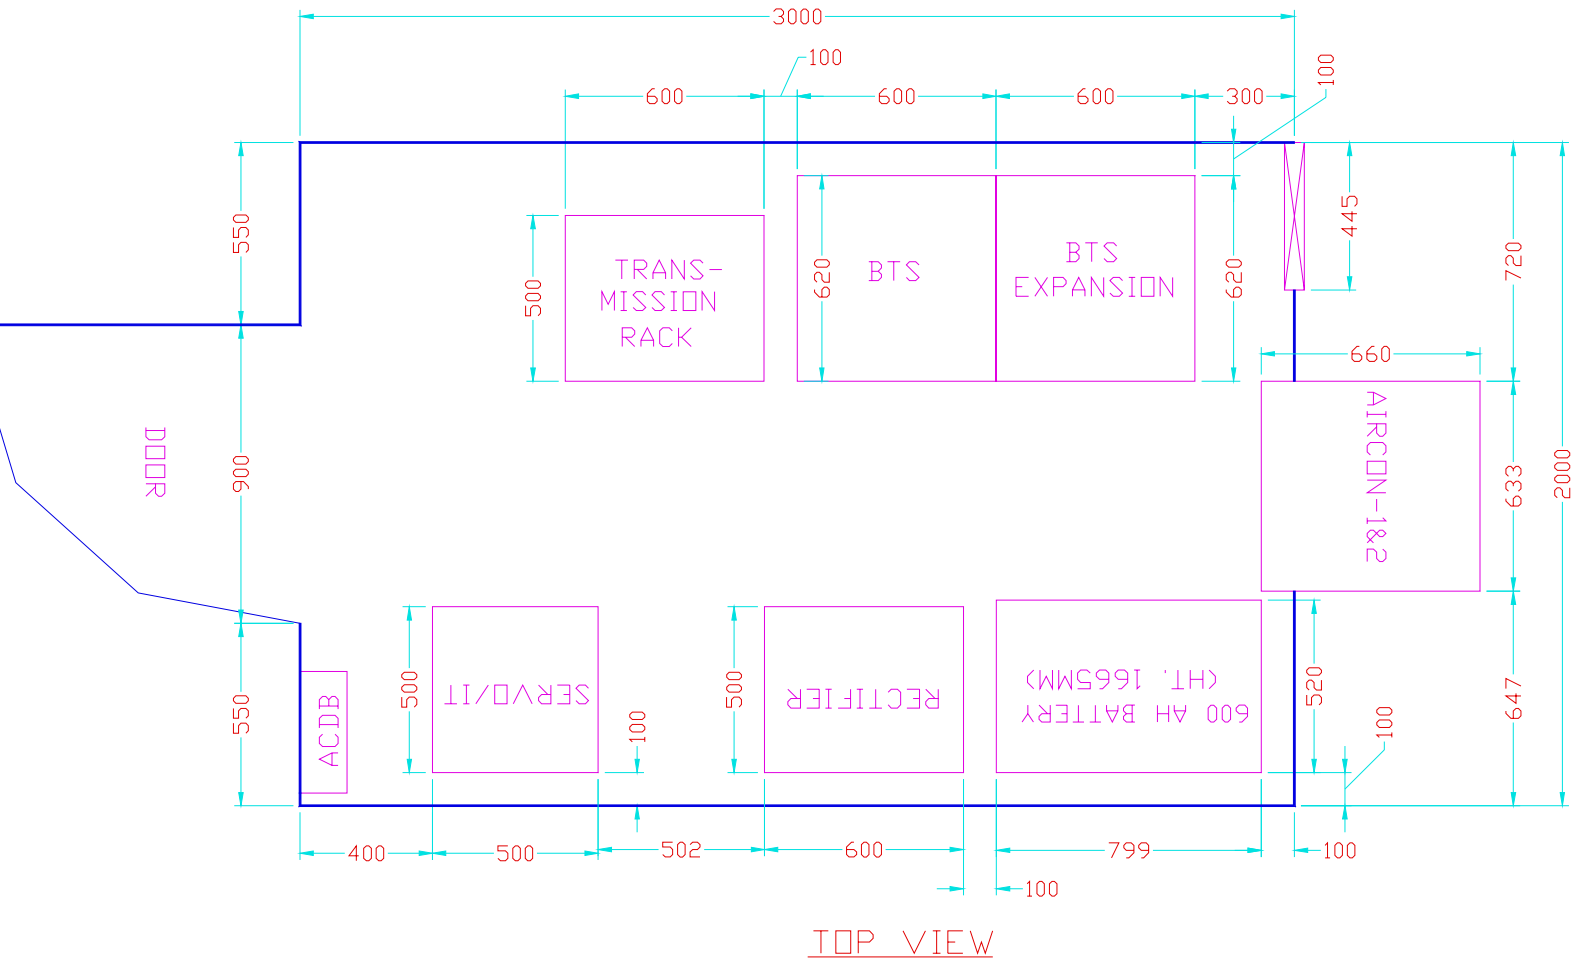 3000
100
600
600
600
300
100
550
500
TRANS-
MISSION
RACK
620
BTS
BTS
EXPANSION
620
445
720
660
DOOR
900
AIRCON-1&2
633
2000
550
ACDB
500
SERVO/IT
100
500
RECTIFIER
600 AH BATTERY
(HT. 1665MM)
520
100
647
400
500
502
600
799
100
100
TOP VIEW